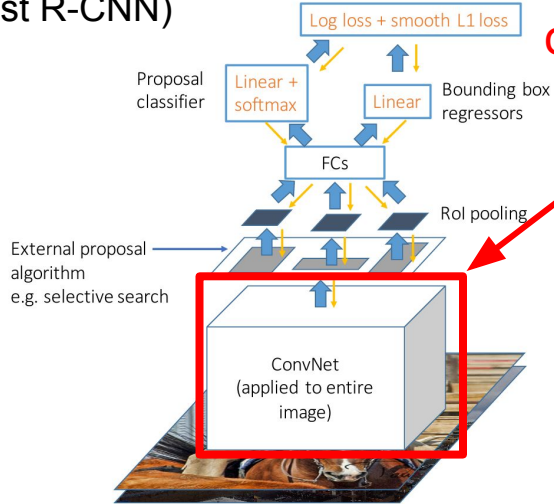 st R-CNN)
Log loss + smooth L1 loss
Proposal
classifier
Linear +
softmax
Linear
Bounding box
regressors
FCs
RoI pooling
External proposal
algorithm
e.g. selective search
ConvNet
(applied to entire
image)